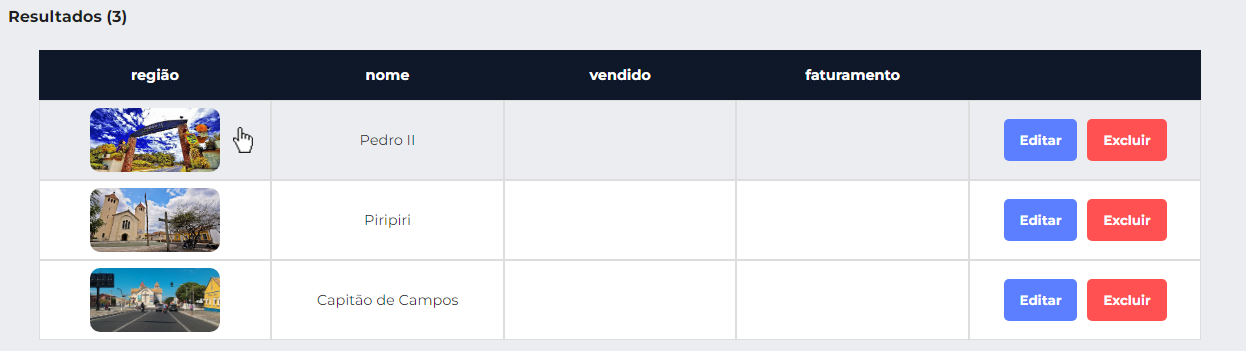 Resultados (3)
região nome vendido faturamento
Pedro II Editar Excluir
Piripiri Editar Excluir
Capitão de Campos Editar Excluir